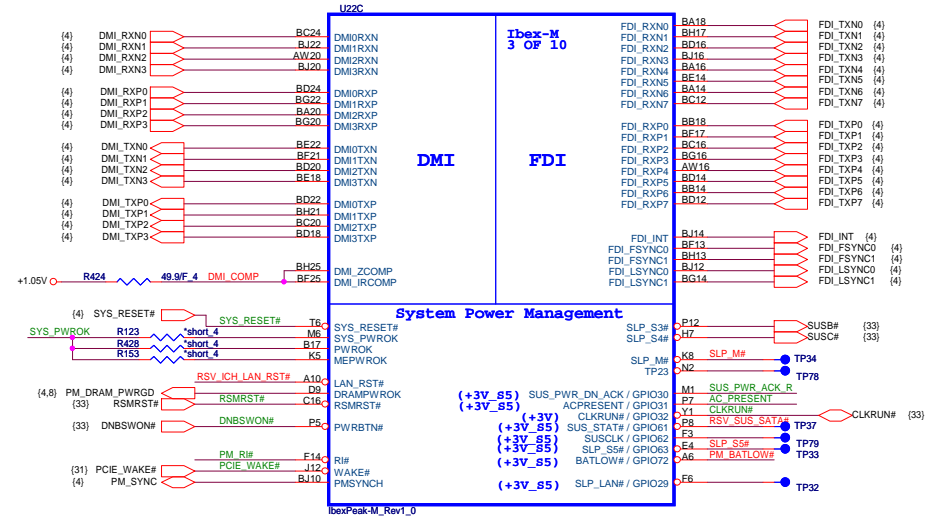 U22C
Ibex-M
3 OF 10
DMI
FDI
{4} DMI_RXN0 BC24 DMI0RXN
{4} DMI_RXN1 BJ22 DMI1RXN
{4} DMI_RXN2 AW20 DMI2RXN
{4} DMI_RXN3 BJ20 DMI3RXN
{4} DMI_RXP0 BD24 DMI0RXP
{4} DMI_RXP1 BG22 DMI1RXP
{4} DMI_RXP2 BA20 DMI2RXP
{4} DMI_RXP3 BG20 DMI3RXP
{4} DMI_TXN0 BE22 DMI0TXN
{4} DMI_TXN1 BF21 DMI1TXN
{4} DMI_TXN2 BD20 DMI2TXN
{4} DMI_TXN3 BE18 DMI3TXN
{4} DMI_TXP0 BD22 DMI0TXP
{4} DMI_TXP1 BH21 DMI1TXP
{4} DMI_TXP2 BC20 DMI2TXP
{4} DMI_TXP3 BD18 DMI3TXP
BH25 DMI_ZCOMP
+1.05V R424 49.9/F_4 DMI_COMP BF25 DMI_IRCOMP
FDI_RXN0 BA18 FDI_TXN0 {4}
FDI_RXN1 BH17 FDI_TXN1 {4}
FDI_RXN2 BD16 FDI_TXN2 {4}
FDI_RXN3 BJ16 FDI_TXN3 {4}
FDI_RXN4 BA16 FDI_TXN4 {4}
FDI_RXN5 BE14 FDI_TXN5 {4}
FDI_RXN6 BA14 FDI_TXN6 {4}
FDI_RXN7 BC12 FDI_TXN7 {4}
FDI_RXP0 BB18 FDI_TXP0 {4}
FDI_RXP1 BF17 FDI_TXP1 {4}
FDI_RXP2 BC16 FDI_TXP2 {4}
FDI_RXP3 BG16 FDI_TXP3 {4}
FDI_RXP4 AW16 FDI_TXP4 {4}
FDI_RXP5 BD14 FDI_TXP5 {4}
FDI_RXP6 BB14 FDI_TXP6 {4}
FDI_RXP7 BD12 FDI_TXP7 {4}
FDI_INT BJ14 FDI_INT {4}
FDI_FSYNC0 BF13 FDI_FSYNC0 {4}
FDI_FSYNC1 BH13 FDI_FSYNC1 {4}
FDI_LSYNC0 BJ12 FDI_LSYNC0 {4}
FDI_LSYNC1 BG14 FDI_LSYNC1 {4}
System Power Management
{4} SYS_RESET# SYS_RESET# T6 SYS_RESET#
SYS_PWROK R123 *short_4 M6 SYS_PWROK
R428 *short_4 B17 PWROK
R153 *short_4 K5 MEPWROK
RSV_ICH_LAN_RST# A10 LAN_RST#
{4,8} PM_DRAM_PWRGD D9 DRAMPWROK
{33} RSMRST# RSMRST# C16 RSMRST#
{33} DNBSWON# DNBSWON# P5 PWRBTN#
PM_RI# F14 RI#
{31} PCIE_WAKE# PCIE_WAKE# J12 WAKE#
{4} PM_SYNC BJ10 PMSYNCH
SLP_S3# P12 SUSB# {33}
SLP_S4# H7 SUSC# {33}
SLP_M# K8 SLP_M# TP34
TP23 N2 TP78
(+3V_S5) SUS_PWR_DN_ACK / GPIO30 M1 SUS_PWR_ACK_R
(+3V_S5) ACPRESENT / GPIO31 P7 AC_PRESENT
(+3V) CLKRUN# / GPIO32 Y1 CLKRUN# CLKRUN# {33}
(+3V_S5) SUS_STAT# / GPIO61 P8 RSV_SUS_SATA# TP37
(+3V_S5) SUSCLK / GPIO62 F3 TP79
(+3V_S5) SLP_S5# / GPIO63 E4 SLP_S5# TP33
(+3V_S5) BATLOW# / GPIO72 A6 PM_BATLOW#
(+3V_S5) SLP_LAN# / GPIO29 F6 TP32
IbexPeak-M_Rev1_0